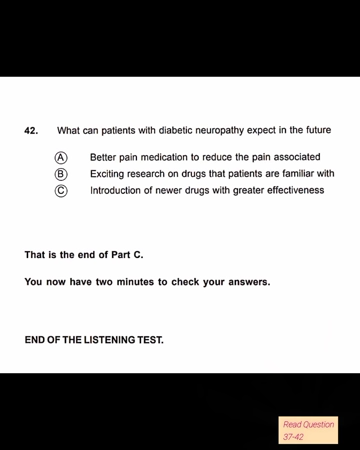 42. What can patients with diabetic neuropathy expect in the future
A Better pain medication to reduce the pain associated
B Exciting research on drugs that patients are familiar with
C Introduction of newer drugs with greater effectiveness
That is the end of Part C.
You now have two minutes to check your answers.
END OF THE LISTENING TEST.
Read Question
37-42